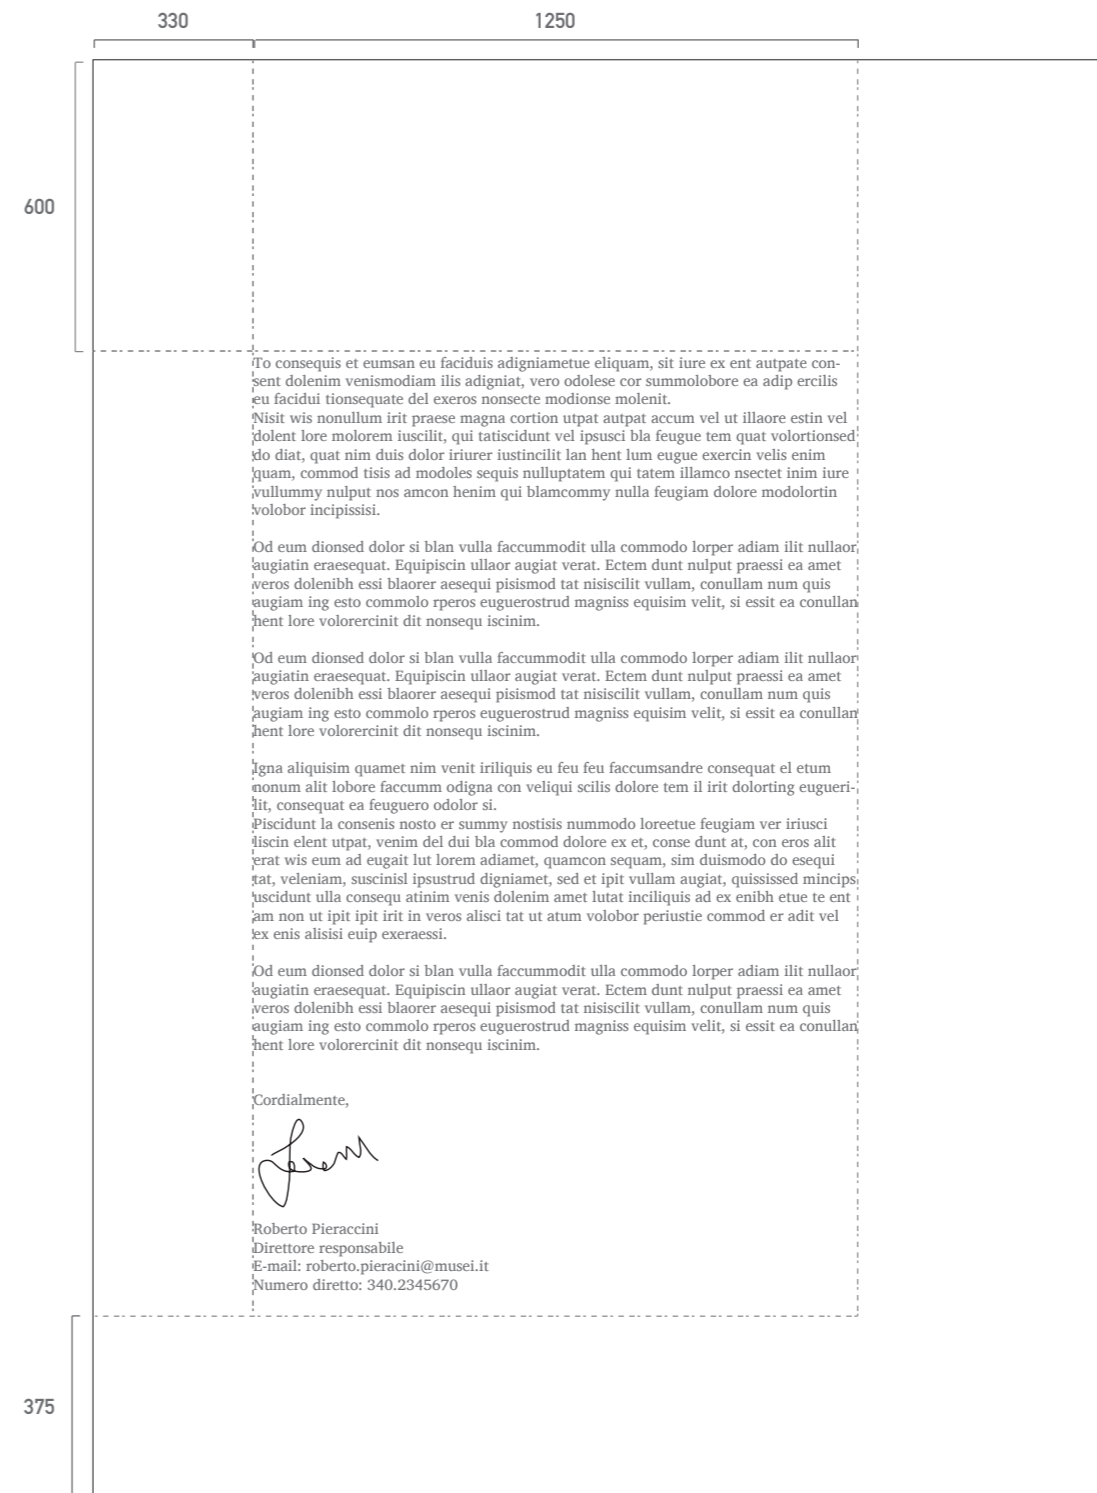 330
1250
600
To consequis et eumsan eu faciduis adigniametue eliquam, sit iure ex ent autpate con-
sent dolenim venismodiam ilis adigniat, vero odolese cor summolobore ea adip ercilis
eu facidui tionsequate del exeros nonsecte modionse molenit.
Nisit wis nonullum irit praese magna cortion utpat autpat accum vel ut illaore estin vel
dolent lore molorem iuscilit, qui tatiscidunt vel ipsusci bla feugue tem quat volortionsed
do diat, quat nim duis dolor iriurer iustincilit lan hent lum eugue exercin velis enim
quam, commod tisis ad modoles sequis nulluptatem qui tatem illamco nsectet inim iure
vullummy nulput nos amcon henim qui blamcommy nulla feugiam dolore modolortin
volobor incipissisi.
Od eum dionsed dolor si blan vulla faccummodit ulla commodo lorper adiam ilit nullaor
augiatin eraesequat. Equipiscin ullaor augiat verat. Ectem dunt nulput praessi ea amet
veros dolenibh essi blaorer aesequi pisismod tat nisiscilit vullam, conullam num quis
augiam ing esto commolo rperos euguerostrud magniss equisim velit, si essit ea conullan
hent lore volorercinit dit nonsequ iscinim.
Od eum dionsed dolor si blan vulla faccummodit ulla commodo lorper adiam ilit nullaor
augiatin eraesequat. Equipiscin ullaor augiat verat. Ectem dunt nulput praessi ea amet
veros dolenibh essi blaorer aesequi pisismod tat nisiscilit vullam, conullam num quis
augiam ing esto commolo rperos euguerostrud magniss equisim velit, si essit ea conullan
hent lore volorercinit dit nonsequ iscinim.
Igna aliquisim quamet nim venit iriliquis eu feu feu faccumsandre consequat el etum
nonum alit lobore faccumm odigna con veliqui scilis dolore tem il irit dolorting eugueri-
lit, consequat ea feuguero odolor si.
Piscidunt la consenis nosto er summy nostisis nummodo loreetue feugiam ver iriusci
liscin elent utpat, venim del dui bla commod dolore ex et, conse dunt at, con eros alit
erat wis eum ad eugait lut lorem adiamet, quamcon sequam, sim duismodo do esequi
tat, veleniam, suscinisl ipsustrud digniamet, sed et ipit vullam augiat, quississed mincips
uscidunt ulla consequ atinim venis dolenim amet lutat inciliquis ad ex enibh etue te ent
am non ut ipit ipit irit in veros alisci tat ut atum volobor periustie commod er adit vel
ex enis alisisi euip exeraessi.
Od eum dionsed dolor si blan vulla faccummodit ulla commodo lorper adiam ilit nullaor
augiatin eraesequat. Equipiscin ullaor augiat verat. Ectem dunt nulput praessi ea amet
veros dolenibh essi blaorer aesequi pisismod tat nisiscilit vullam, conullam num quis
augiam ing esto commolo rperos euguerostrud magniss equisim velit, si essit ea conullan
hent lore volorercinit dit nonsequ iscinim.
Cordialmente,
Roberto Pieraccini
Direttore responsabile
E-mail: roberto.pieracini@musei.it
Numero diretto: 340.2345670
375